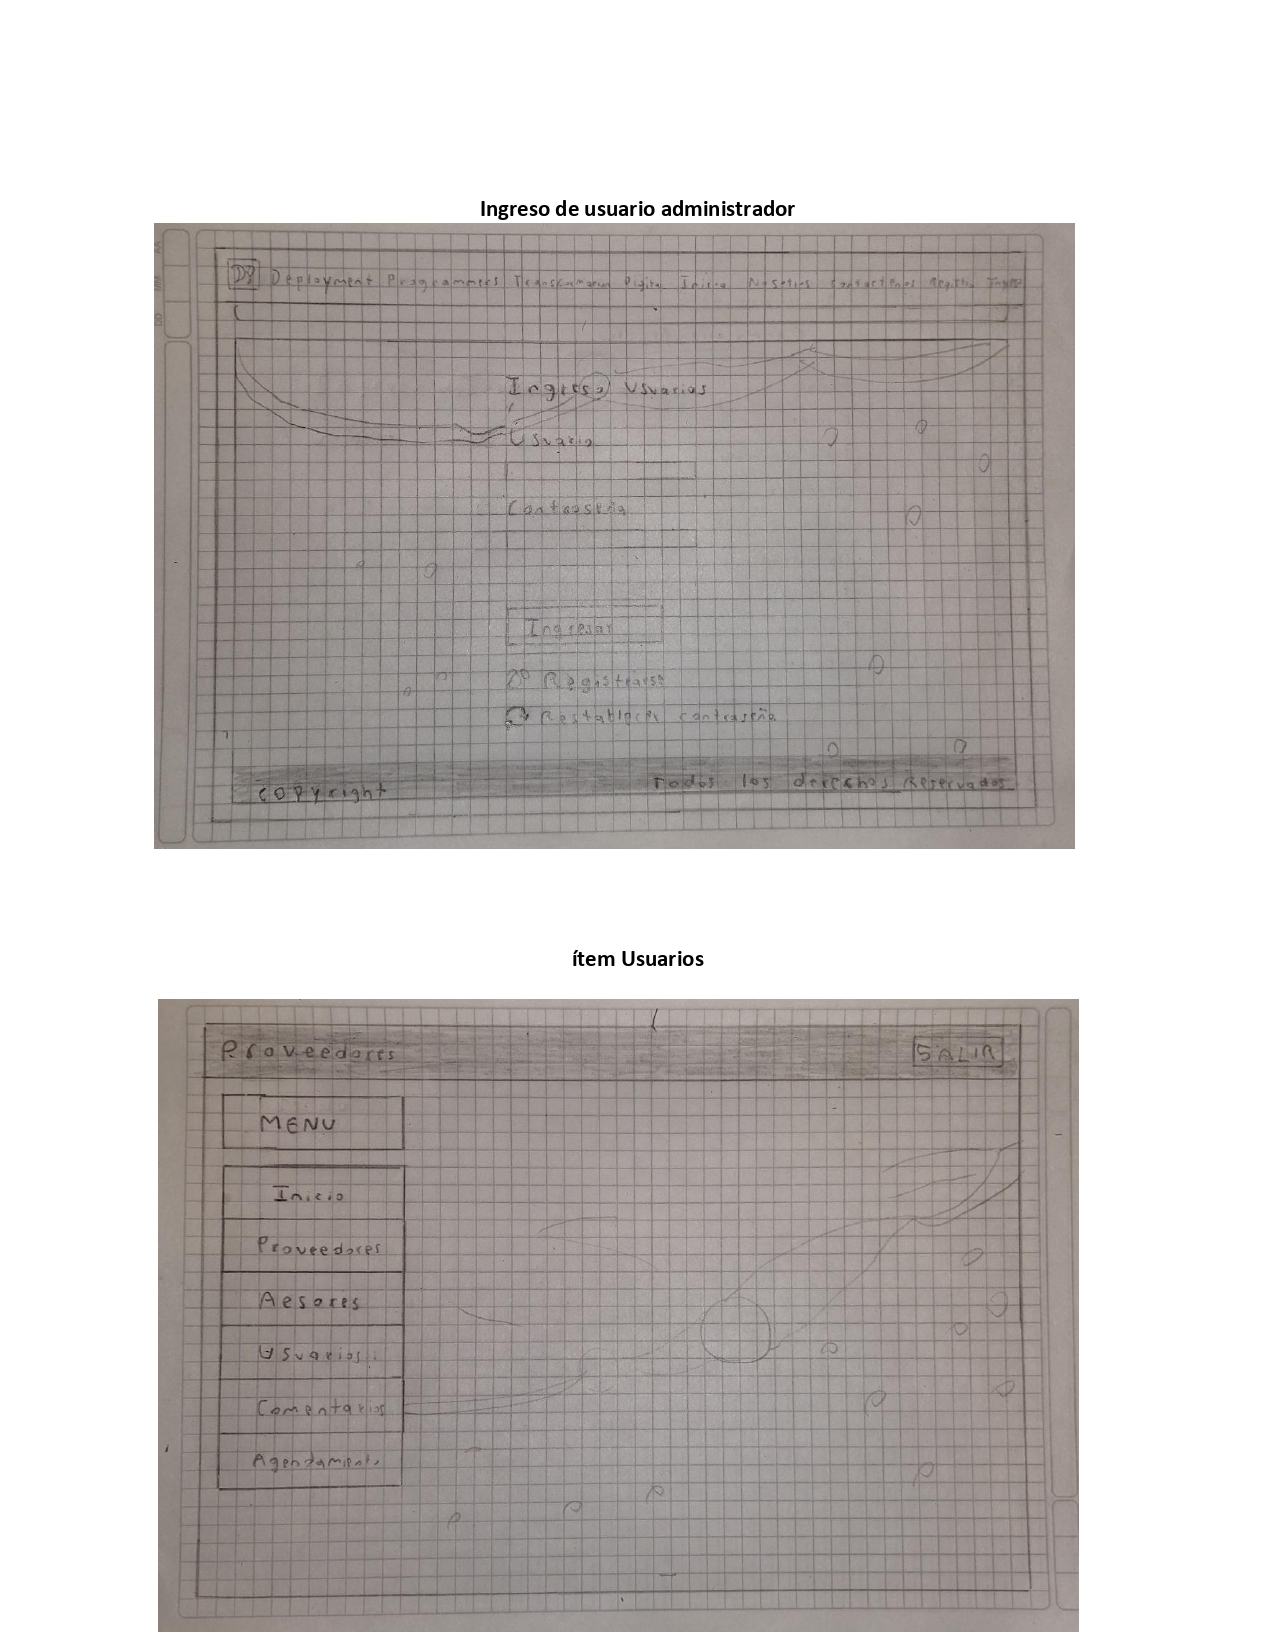 Ingreso de usuario administrador
DP Deployment Programmers Transformacion Digital Inicio Nosotros Contactenos Registro Ingreso
Ingreso Usuarios
Usuario
Contraseña
Ingresar
Registrarse
Restablecer contraseña
COPyright Todos los derechos Reservados
ítem Usuarios
Proveedores SALIR
MENU
Inicio
Proveedores
Aesores
Usuarios
Comentarios
Agendamiento